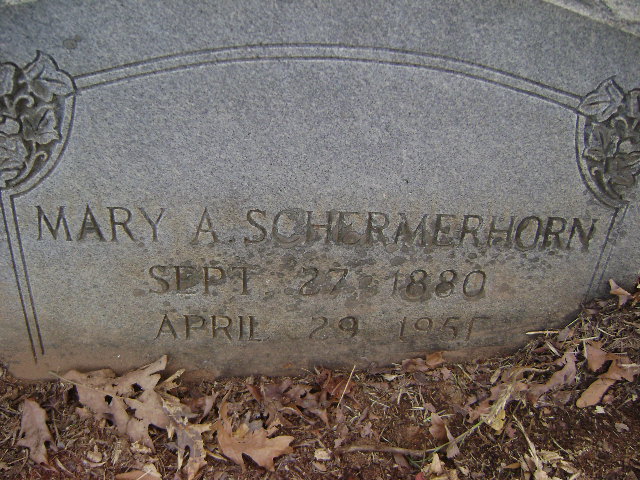 MARY A. SCHERMERHORN
SEPT 27 1880
APRIL 29